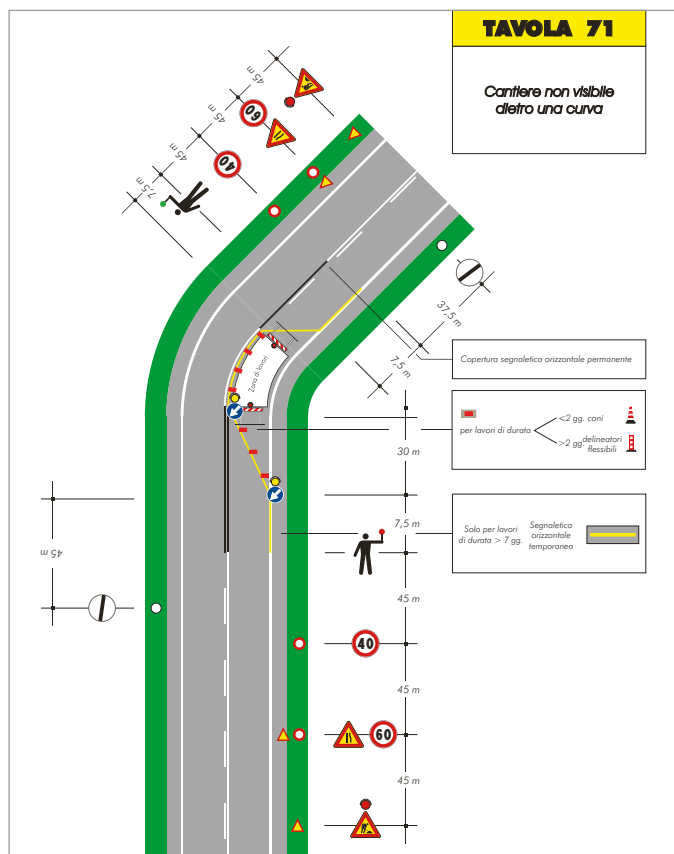 TAVOLA 71
Cantiere non visibile
dietro una curva
45 m
60
45 m
45 m
40
7,5 m
37,5 m
7,5 m
Copertura segnaletica orizzontale permanente
Zona di lavori
per lavori di durata
<2 gg. coni
>2 gg. delineatori
flessibili
30 m
7,5 m
Solo per lavori
di durata > 7 gg.
Segnaletica
orizzontale
temporanea
45 m
45 m
40
45 m
60
45 m